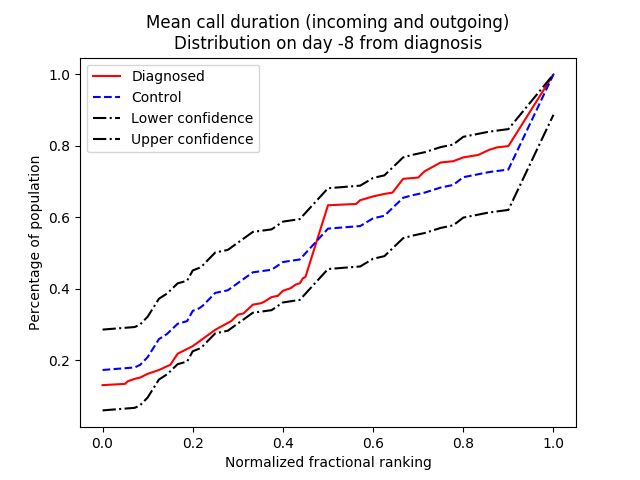 Mean call duration (incoming and outgoing)
Distribution on day -8 from diagnosis
Diagnosed
Control
Lower confidence
Upper confidence
Percentage of population
1.0
0.8
0.6
0.4
0.2
0.0 0.2 0.4 0.6 0.8 1.0
Normalized fractional ranking